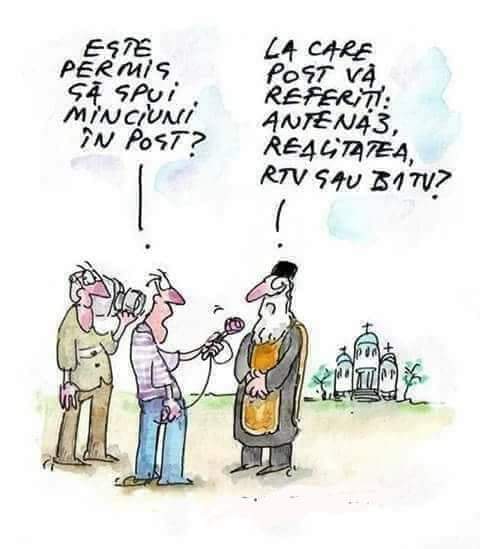 ESTE
PERMIS
SĂ SPUI
MINCIUNI
ÎN POST?
LA CARE
POST VĂ
REFERIȚI:
ANTENA3,
REALITATEA,
RTV SAU B1TV?